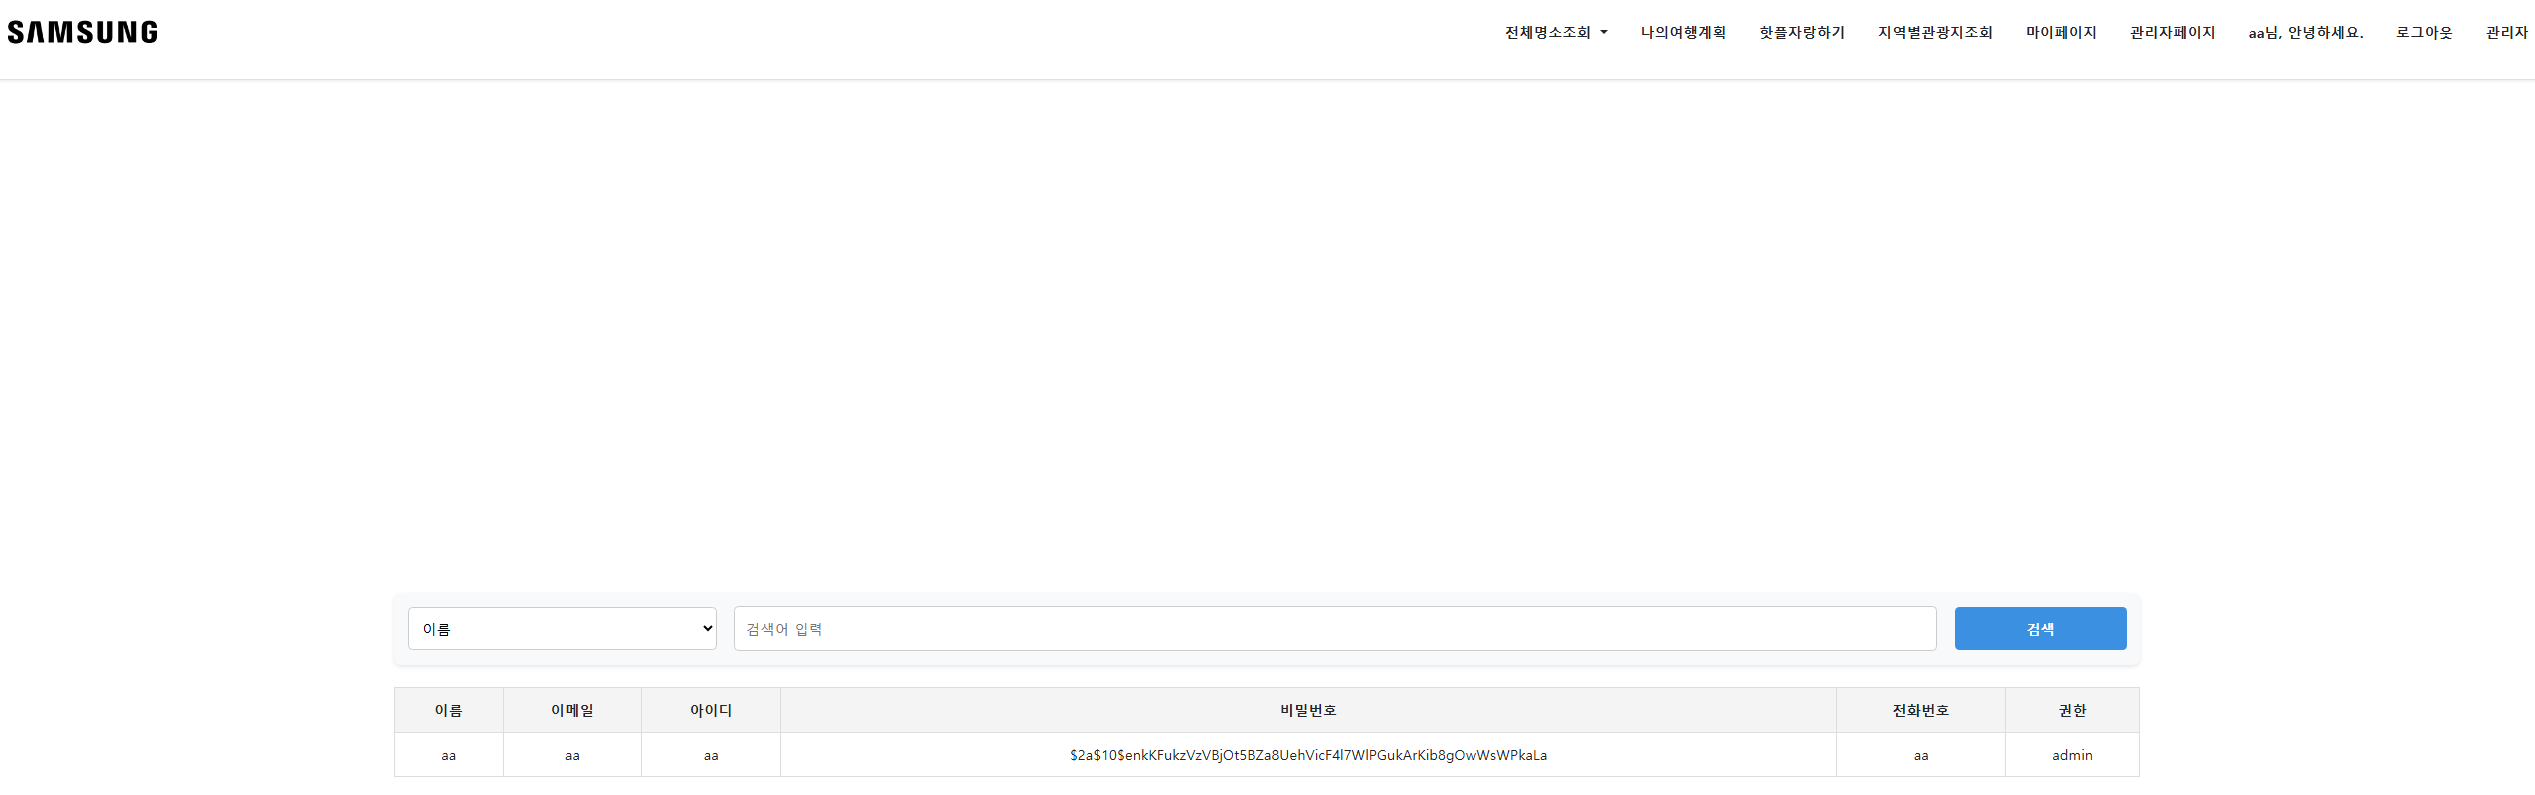 SAMSUNG 전체명소조회 나의여행계획 핫플자랑하기 지역별관광지조회 마이페이지 관리자페이지 aa님, 안녕하세요. 로그아웃 관리자
이름 검색어 입력 검색
이름 이메일 아이디 비밀번호 전화번호 권한
aa aa aa $2a$10$enkKFukzVzVBjOt5BZa8UehVicF4l7WlPGukArKib8gOwWsWPkaLa aa admin